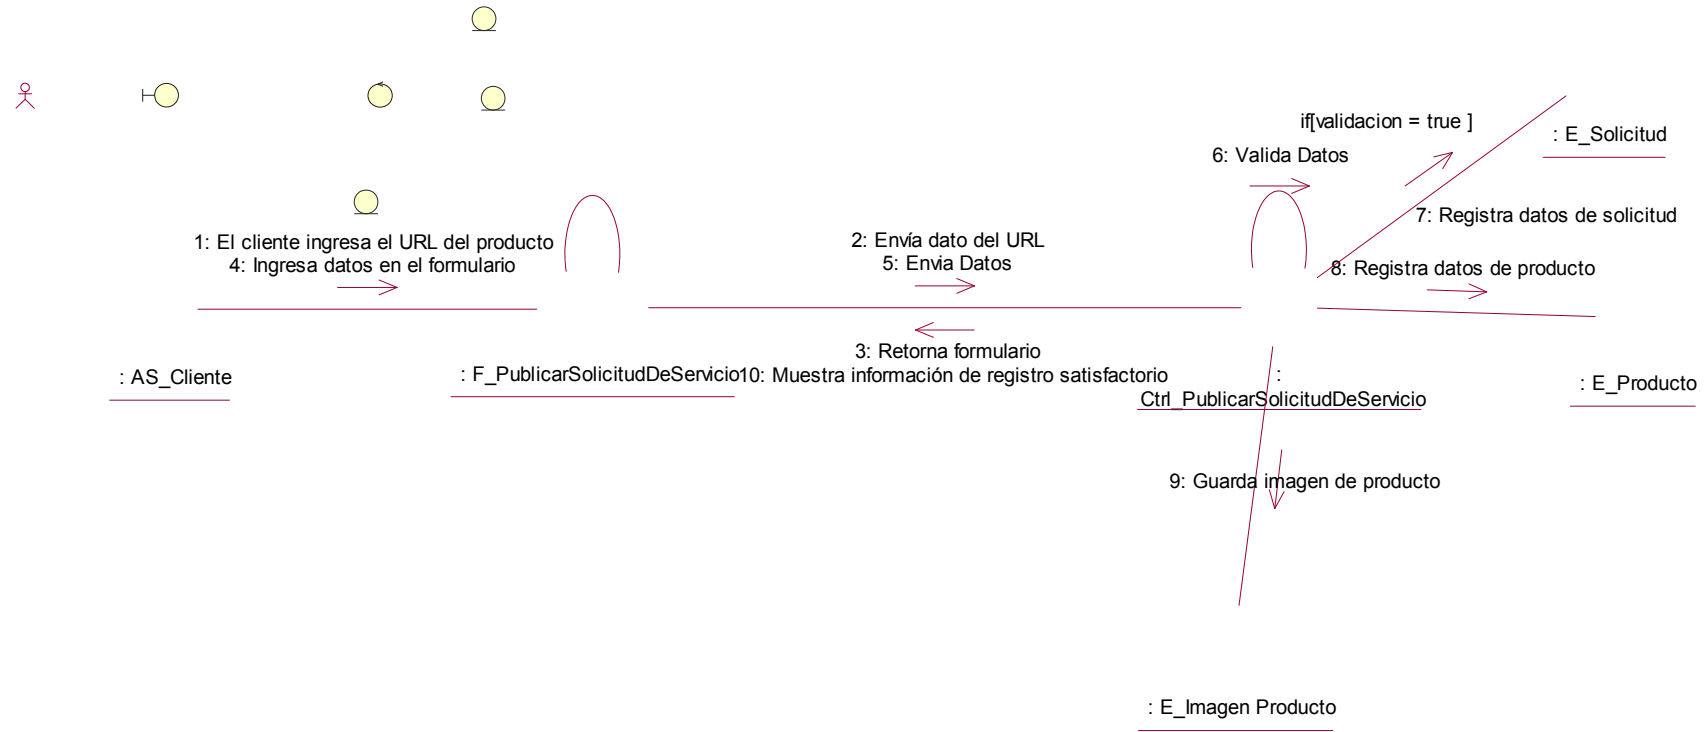 if[validacion = true ]
: E_Solicitud
6: Valida Datos
7: Registra datos de solicitud
1: El cliente ingresa el URL del producto
4: Ingresa datos en el formulario
2: Envía dato del URL
5: Envia Datos
8: Registra datos de producto
3: Retorna formulario
10: Muestra información de registro satisfactorio
: AS_Cliente
: F_PublicarSolicitudDeServicio
:
Ctrl_PublicarSolicitudDeServicio
: E_Producto
9: Guarda imagen de producto
: E_Imagen Producto